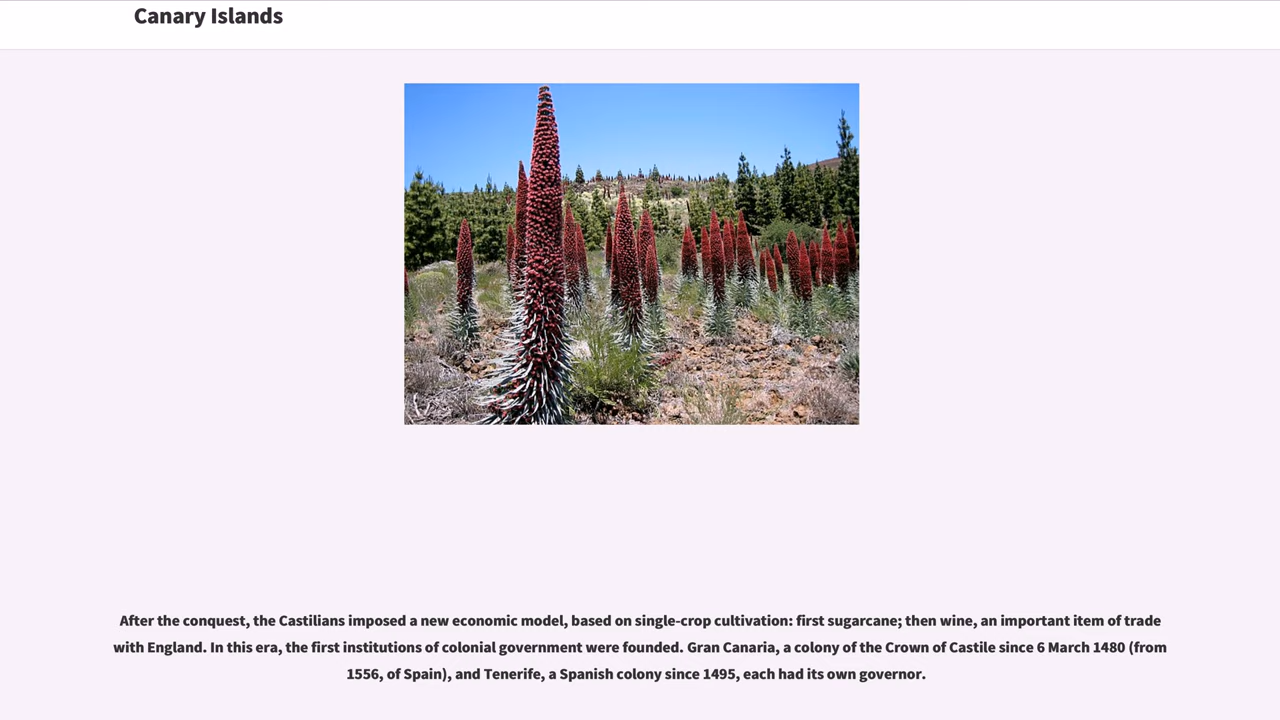 Canary Islands
After the conquest, the Castilians imposed a new economic model, based on single-crop cultivation: first sugarcane; then wine, an important item of trade
with England. In this era, the first institutions of colonial government were founded. Gran Canaria, a colony of the Crown of Castile since 6 March 1480 (from
1556, of Spain), and Tenerife, a Spanish colony since 1495, each had its own governor.